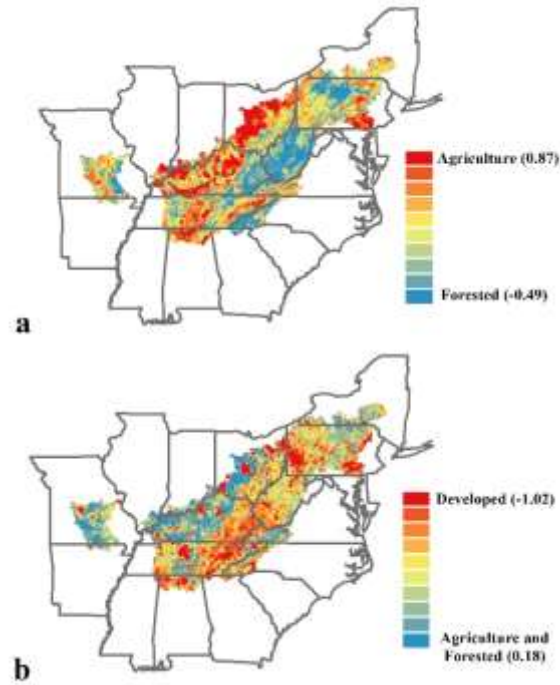 Agriculture (0.87)
Forested (-0.49)
a
Developed (-1.02)
Agriculture and
Forested (0.18)
b